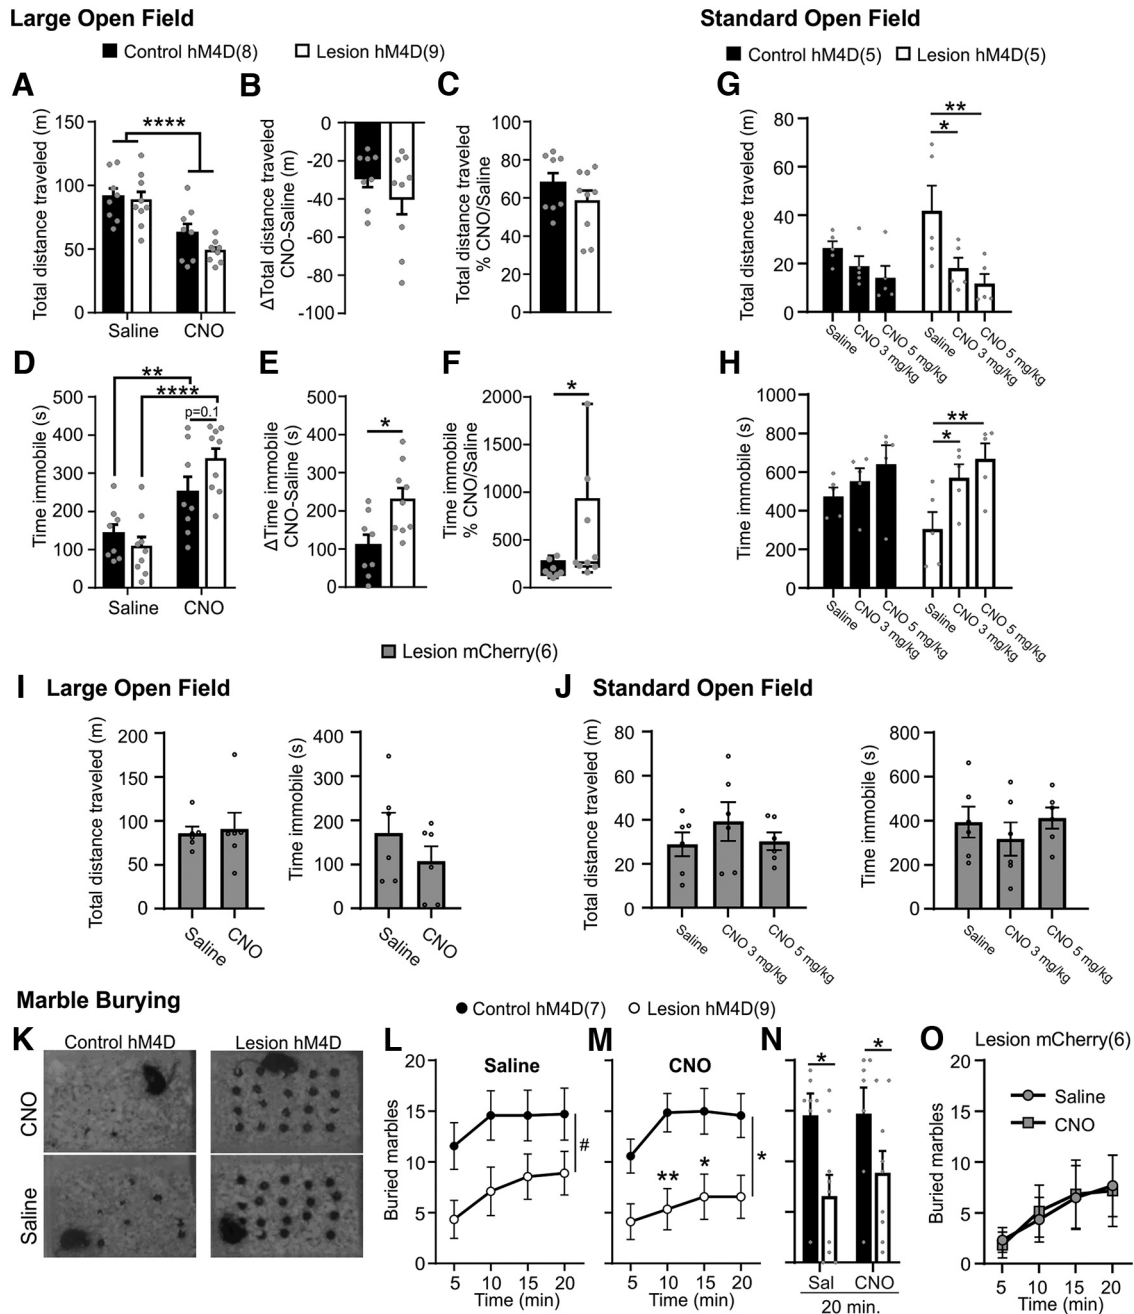 Large Open Field
Standard Open Field
Control hM4D(8) Lesion hM4D(9)
Control hM4D(5) Lesion hM4D(5)
A
Total distance traveled (m)
150
100
50
0
****
Saline CNO
B
ΔTotal distance traveled
CNO-Saline (m)
0
-20
-40
-60
-80
-100
C
Total distance traveled
% CNO/Saline
100
80
60
40
20
0
G
Total distance traveled (m)
80
60
40
20
0
**
*
Saline
CNO 3 mg/kg
CNO 5 mg/kg
Saline
CNO 3 mg/kg
CNO 5 mg/kg
D
Time immobile (s)
500
400
300
200
100
0
**
****
p=0.1
Saline CNO
E
ΔTime immobile
CNO-Saline (s)
500
400
300
200
100
0
*
F
Time immobile
% CNO/Saline
2000
1500
1000
500
0
*
H
Time immobile (s)
1000
800
600
400
200
0
**
*
Saline
CNO 3 mg/kg
CNO 5 mg/kg
Saline
CNO 3 mg/kg
CNO 5 mg/kg
Lesion mCherry(6)
I Large Open Field
Total distance traveled (m)
200
150
100
50
0
Saline
CNO
Time immobile (s)
400
300
200
100
0
Saline
CNO
J Standard Open Field
Total distance traveled (m)
80
60
40
20
0
Saline
CNO 3 mg/kg
CNO 5 mg/kg
Time immobile (s)
800
600
400
200
0
Saline
CNO 3 mg/kg
CNO 5 mg/kg
Marble Burying
Control hM4D(7) Lesion hM4D(9)
K
Control hM4D Lesion hM4D
CNO
Saline
L
Saline
Buried marbles
20
15
10
5
0
#
5 10 15 20
Time (min)
M
CNO
20
15
10
5
0
** *
*
5 10 15 20
Time (min)
N
* *
Sal CNO
20 min.
O
Lesion mCherry(6)
Saline
CNO
Buried marbles
20
15
10
5
0
5 10 15 20
Time (min)